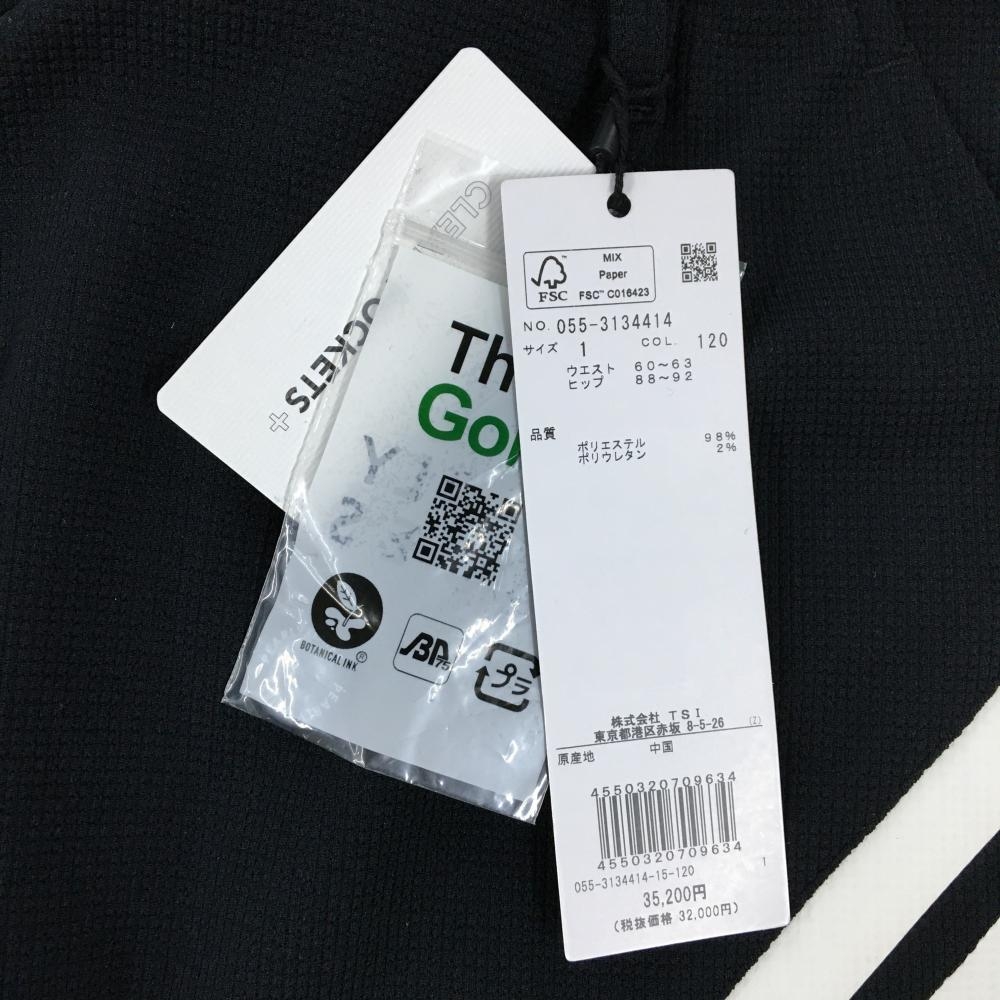 MIX
Paper
FSC™ C016423
FSC
NO. 055-3134414
サイズ 1 COL. 120
ウエスト 60～63
ヒップ 88～92
品質
ポリエステル 98%
ポリウレタン 2%
株式会社 TSI
東京都港区赤坂 8-5-26 (Z)
原産地 中国
4550320709634
4550320709634
055-3134414-15-120 1
35,200円
(税抜価格 32,000円)
BOTANICAL INK®
BP75
プラ